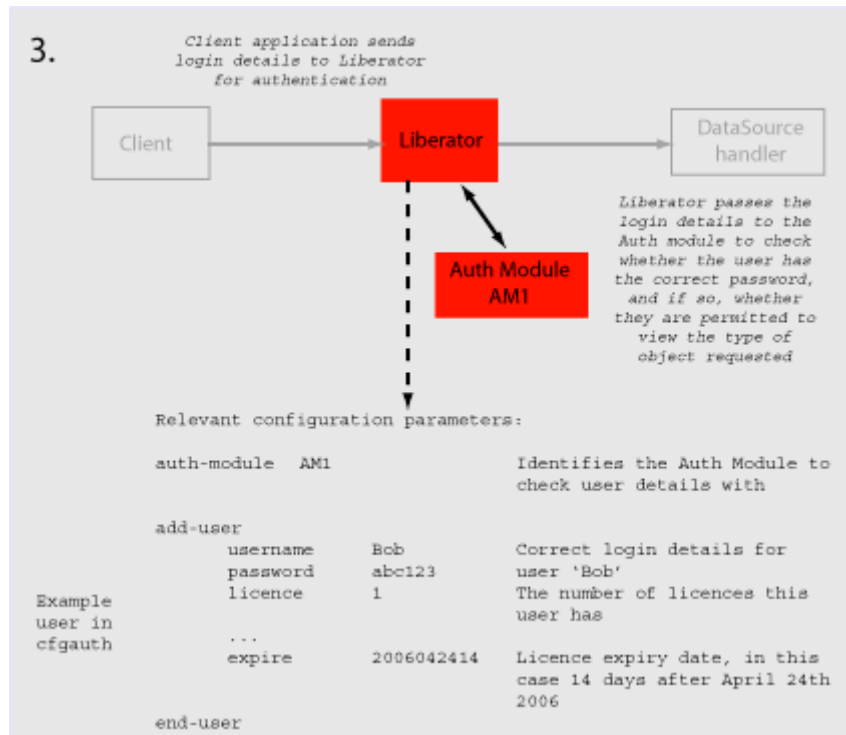 3.
Client application sends
login details to Liberator
for authentication
Client
Liberator
DataSource
handler
Auth Module
AM1
Liberator passes the
login details to the
Auth module to check
whether the user has
the correct password,
and if so, whether
they are permitted to
view the type of
object requested
Relevant configuration parameters:
auth-module AM1 Identifies the Auth Module to
check user details with
add-user
username Bob Correct login details for
password abc123 user ‘Bob’
licence 1 The number of licences this
user has
...
expire 2006042414 Licence expiry date, in this
case 14 days after April 24th
2006
end-user
Example
user in
cfgauth